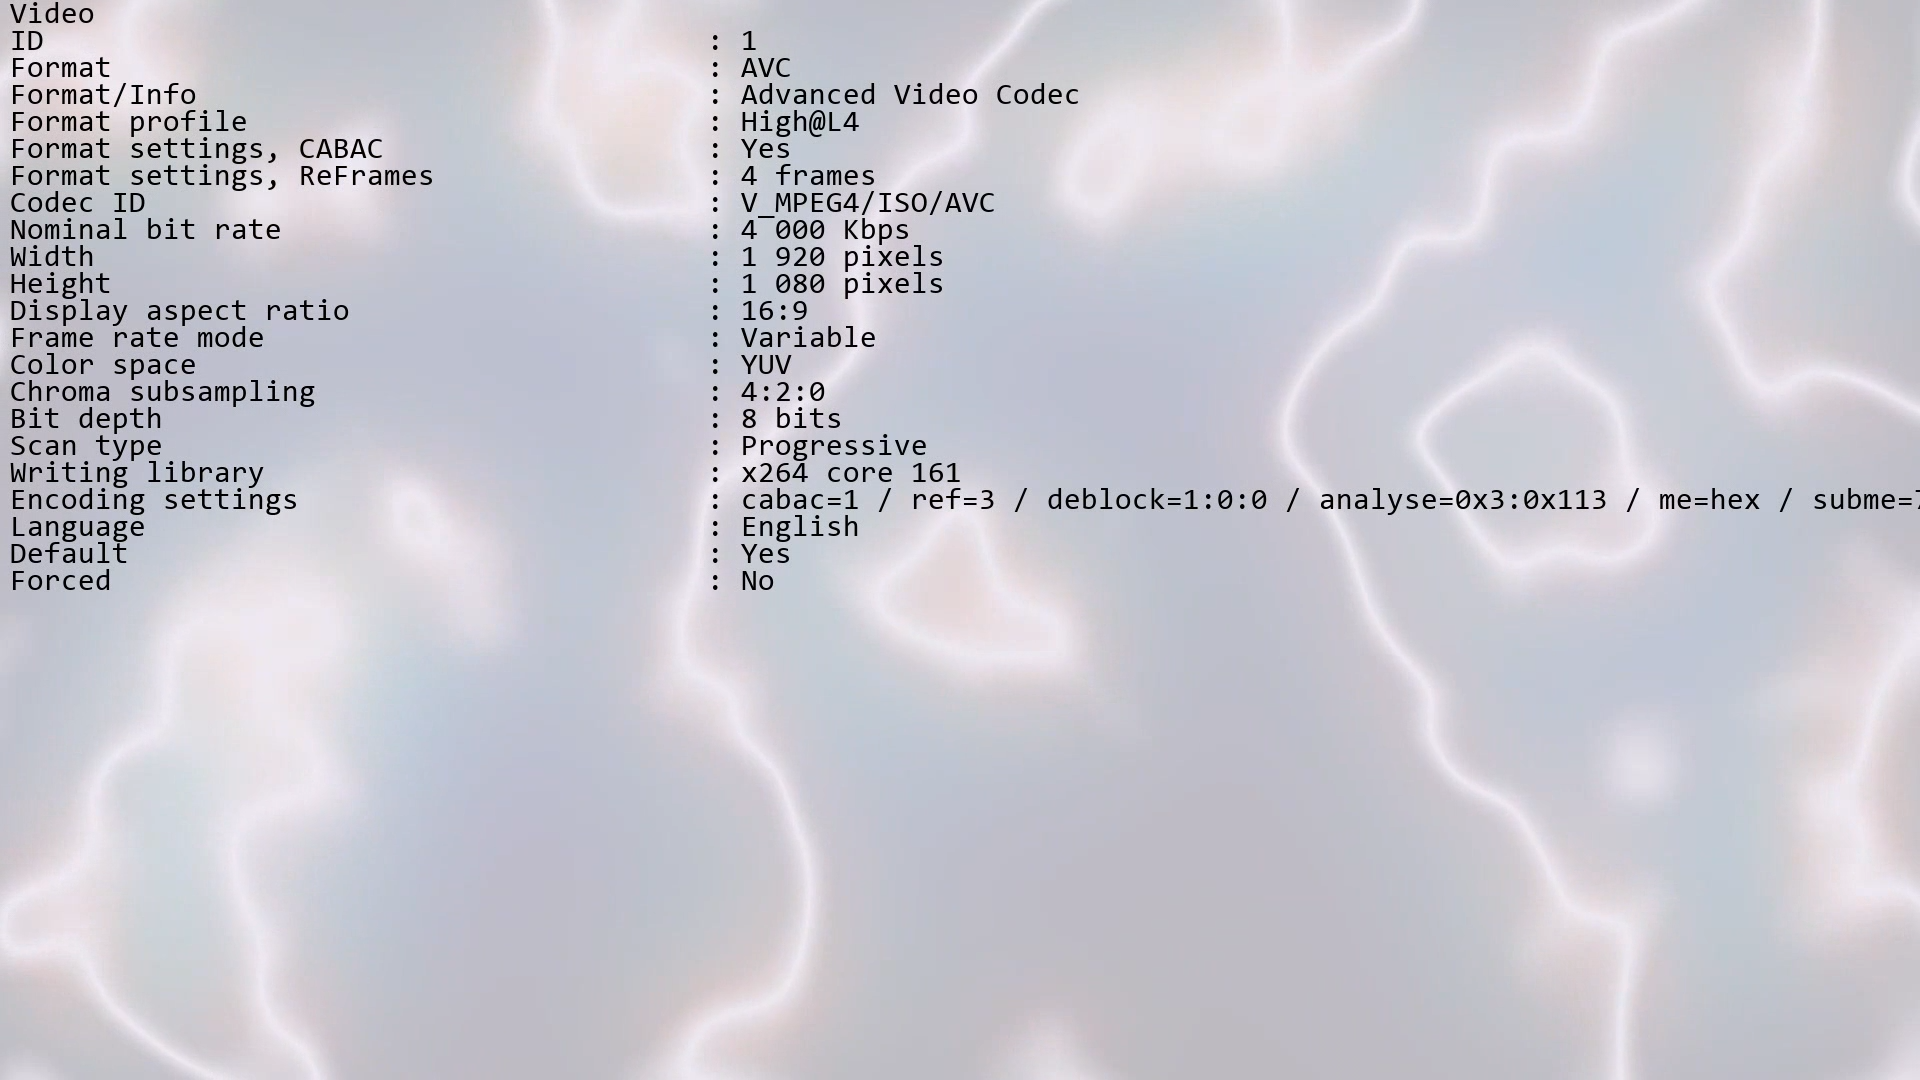 Video
ID : 1
Format : AVC
Format/Info : Advanced Video Codec
Format profile : High@L4
Format settings, CABAC : Yes
Format settings, ReFrames : 4 frames
Codec ID : V_MPEG4/ISO/AVC
Nominal bit rate : 4 000 Kbps
Width : 1 920 pixels
Height : 1 080 pixels
Display aspect ratio : 16:9
Frame rate mode : Variable
Color space : YUV
Chroma subsampling : 4:2:0
Bit depth : 8 bits
Scan type : Progressive
Writing library : x264 core 161
Encoding settings : cabac=1 / ref=3 / deblock=1:0:0 / analyse=0x3:0x113 / me=hex / subme=7
Language : English
Default : Yes
Forced : No